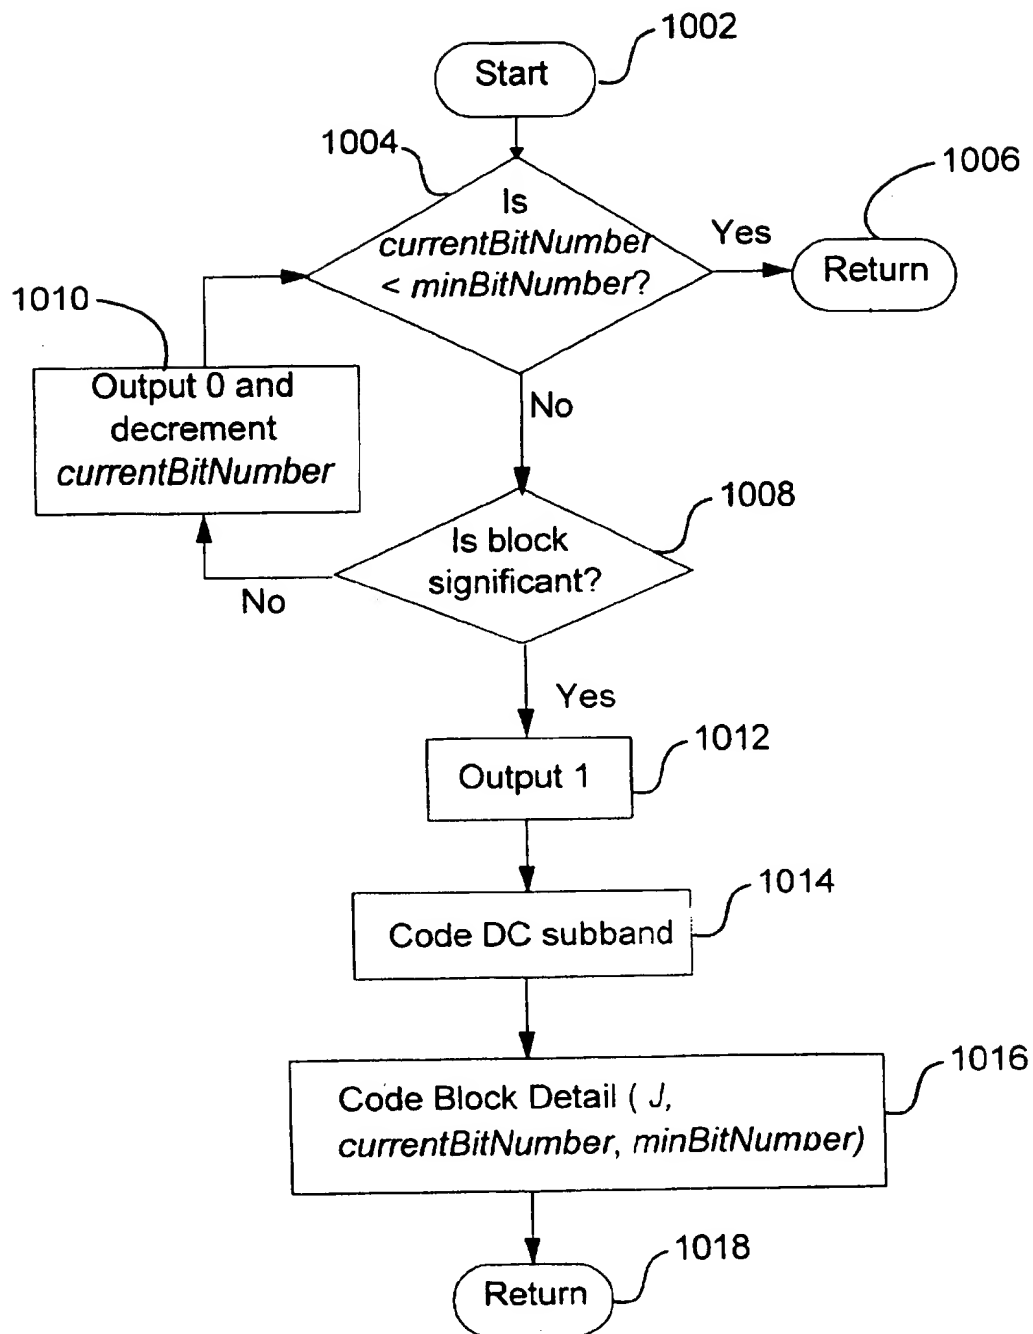 1002
Start
1004
1006
Is
currentBitNumber
< minBitNumber?
Yes
Return
1010
Output 0 and
decrement
currentBitNumber
No
1008
Is block
significant?
No
Yes
1012
Output 1
1014
Code DC subband
1016
Code Block Detail ( J,
currentBitNumber, minBitNumber)
1018
Return